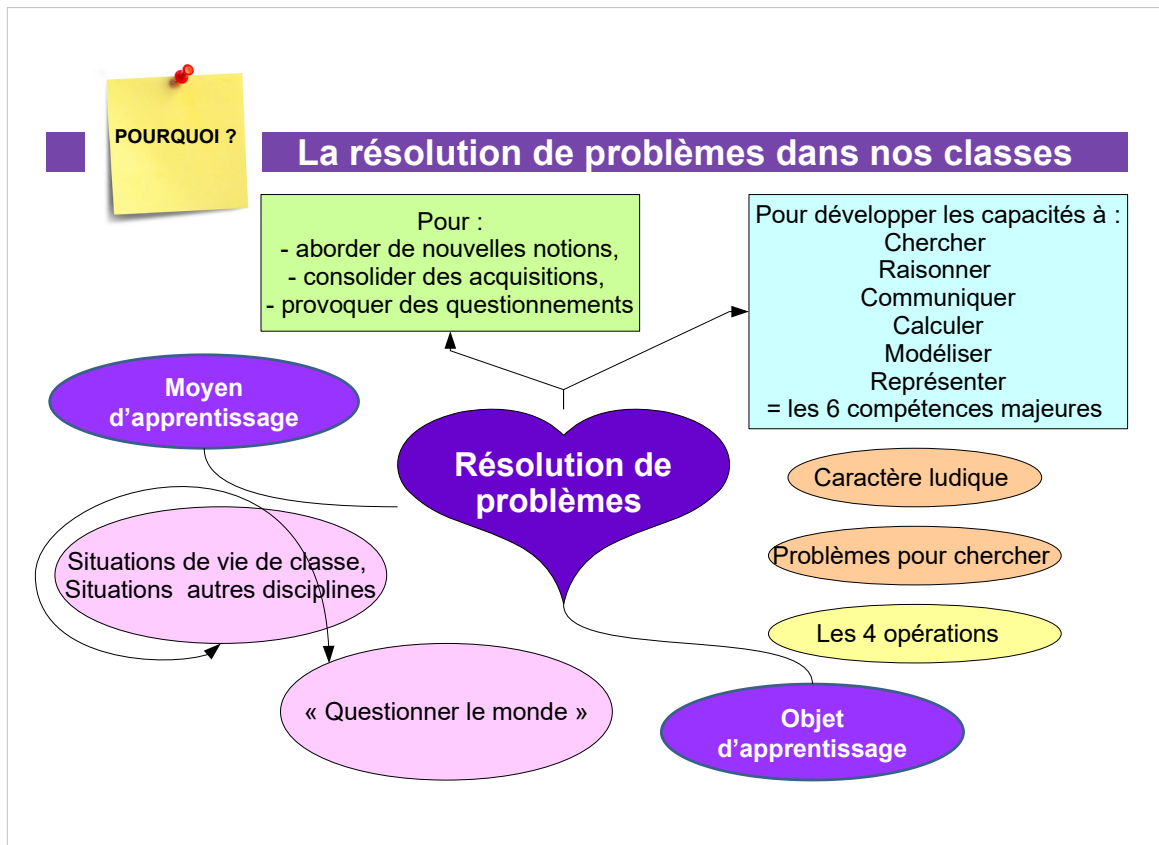 POURQUOI ?
La résolution de problèmes dans nos classes
Pour :
- aborder de nouvelles notions,
- consolider des acquisitions,
- provoquer des questionnements
Pour développer les capacités à :
Chercher
Raisonner
Communiquer
Calculer
Modéliser
Représenter
= les 6 compétences majeures
Moyen
d’apprentissage
Résolution de
problèmes
Caractère ludique
Problèmes pour chercher
Situations de vie de classe,
Situations autres disciplines
Les 4 opérations
« Questionner le monde »
Objet
d’apprentissage